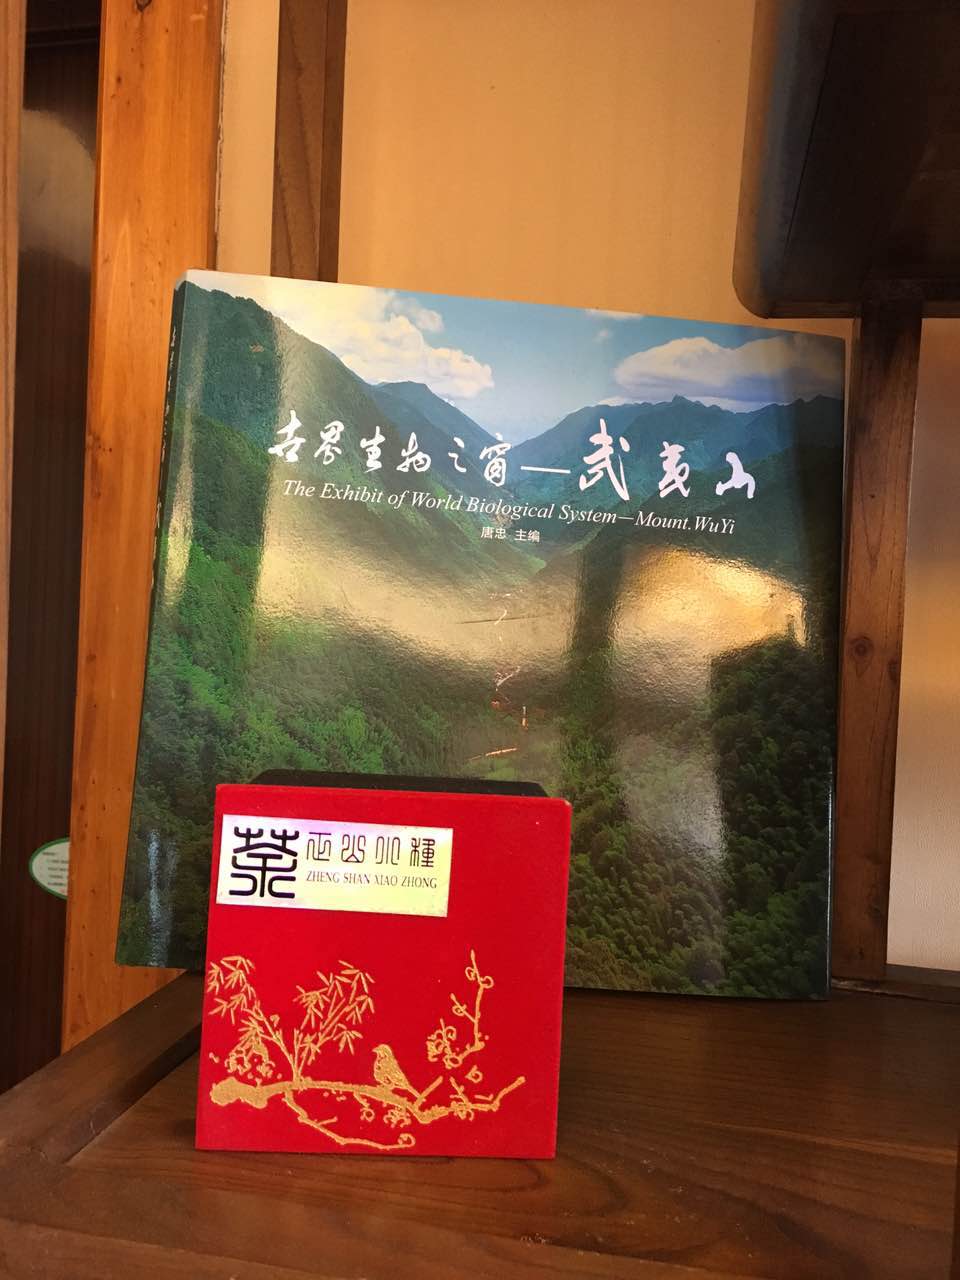 世界生物之窗—武夷山
The Exhibit of World Biological System—Mount.WuYi
唐忠 主编
茶
正山小種
ZHENG SHAN XIAO ZHONG